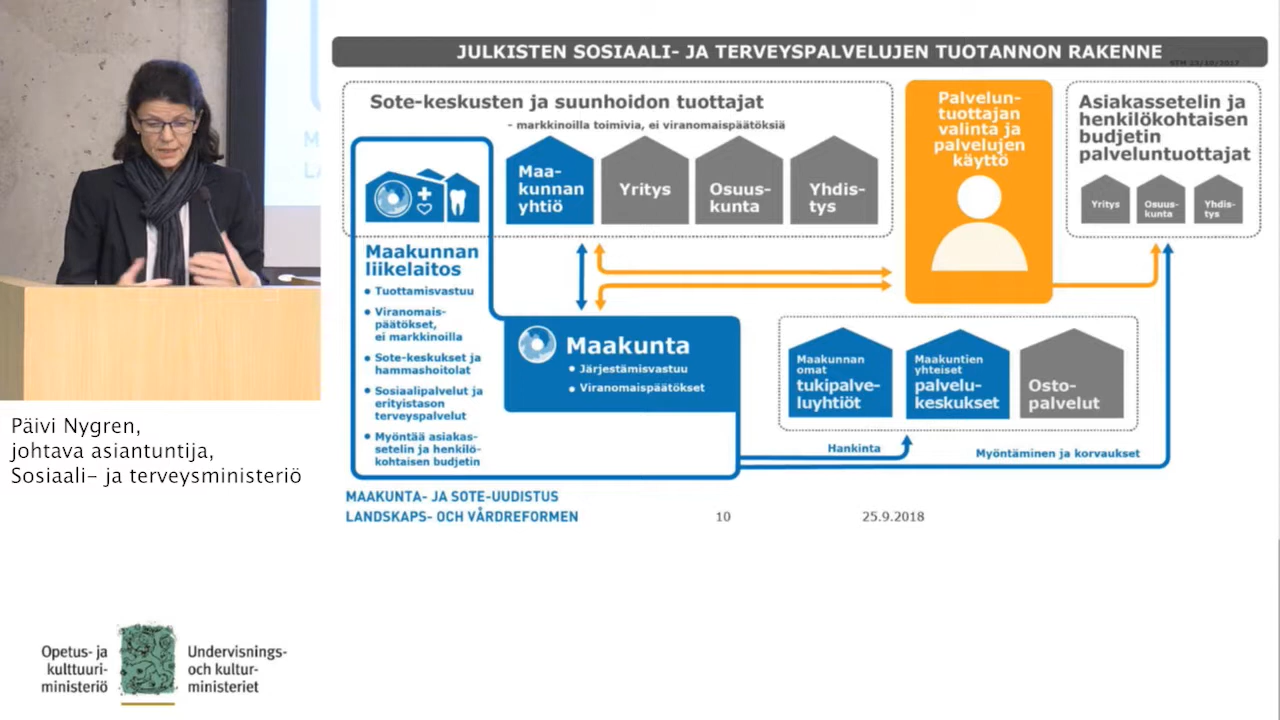 JULKISTEN SOSIAALI- JA TERVEYSPALVELUJEN TUOTANNON RAKENNE
STM 23/10/2017
Sote-keskusten ja suunhoidon tuottajat
- markkinoilla toimivia, ei viranomaispäätöksiä
Maa-
kunnan
yhtiö
Yritys
Osuus-
kunta
Yhdis-
tys
Palvelun-
tuottajan
valinta ja
palvelujen
käyttö
Asiakassetelin ja
henkilökohtaisen
budjetin
palveluntuottajat
Yritys
Osuus-
kunta
Yhdis-
tys
Maakunnan
liikelaitos
• Tuottamisvastuu
• Viranomais-
päätökset,
ei markkinoilla
• Sote-keskukset ja
hammashoitolat
• Sosiaalipalvelut ja
erityistason
terveyspalvelut
• Myöntää asiakas-
setelin ja henkilö-
kohtaisen budjetin
Maakunta
• Järjestämisvastuu
• Viranomaispäätökset
Maakunnan
omat
tukipalve-
luyhtiöt
Maakuntien
yhteiset
palvelu-
keskukset
Osto-
palvelut
Hankinta
Myöntäminen ja korvaukset
MAAKUNTA- JA SOTE-UUDISTUS
LANDSKAPS- OCH VÅRDREFORMEN
10
25.9.2018
Päivi Nygren,
johtava asiantuntija,
Sosiaali- ja terveysministeriö
Opetus- ja
kulttuuri-
ministeriö
Undervisnings-
och kultur-
ministeriet